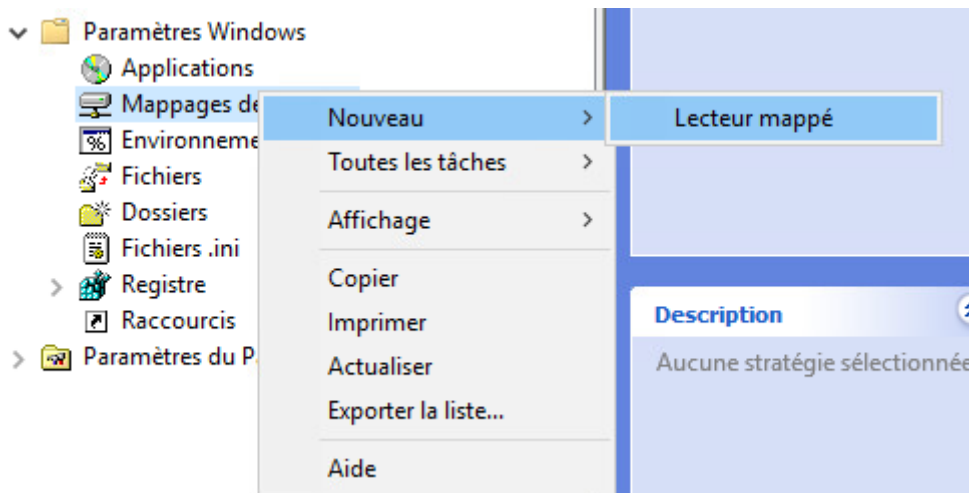 Paramètres Windows
Applications
Mappages de
Environneme
Fichiers
Dossiers
Fichiers .ini
Registre
Raccourcis
Paramètres du P
Nouveau
Toutes les tâches
Affichage
Copier
Imprimer
Actualiser
Exporter la liste...
Aide
Lecteur mappé
Description
Aucune stratégie sélectionnée